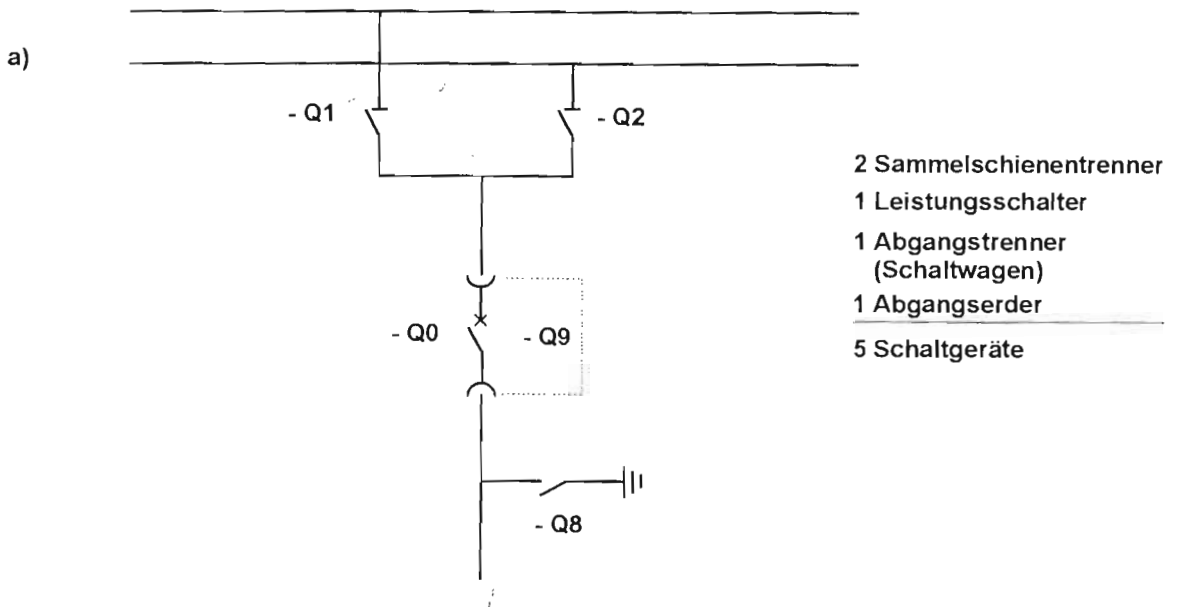 a)
- Q1
- Q2
2 Sammelschienentrenner
1 Leistungsschalter
1 Abgangstrenner
(Schaltwagen)
1 Abgangserder
5 Schaltgeräte
- Q0
- Q9
- Q8